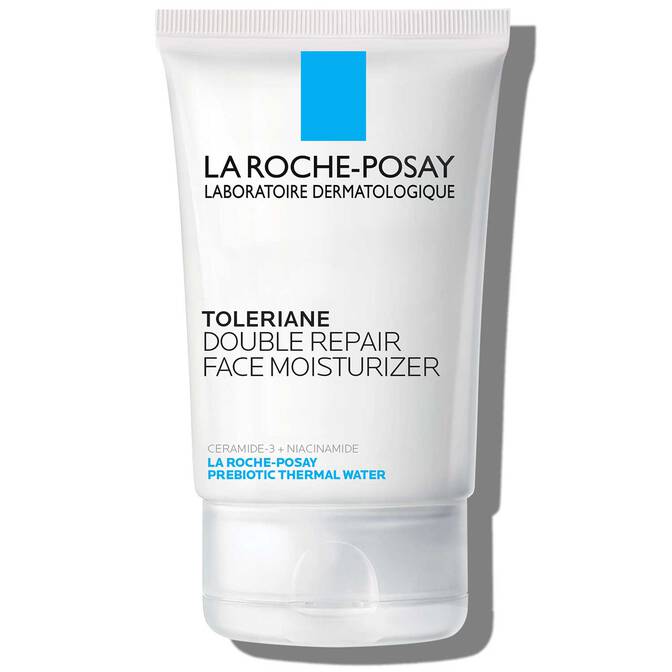 LA ROCHE-POSAY
LABORATOIRE DERMATOLOGIQUE
TOLERIANE
DOUBLE REPAIR
FACE MOISTURIZER
CERAMIDE-3 + NIACINAMIDE
LA ROCHE-POSAY
PREBIOTIC THERMAL WATER